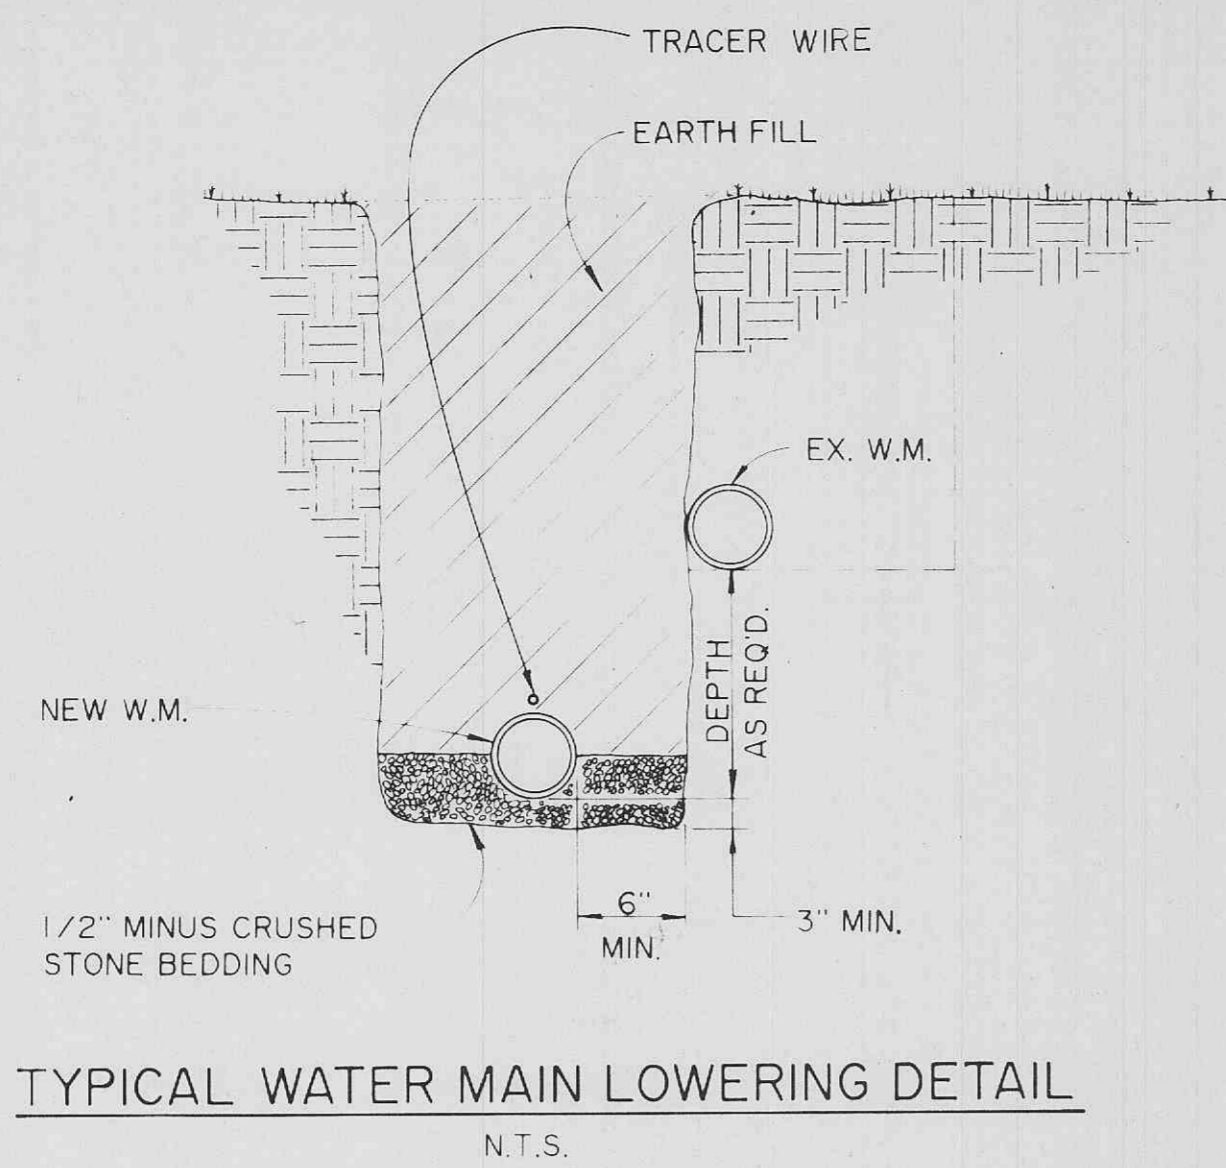 TRACER WIRE
EARTH FILL
EX. W.M.
DEPTH
AS REQ'D.
NEW W.M.
6"
MIN.
3" MIN.
1/2" MINUS CRUSHED
STONE BEDDING
TYPICAL WATER MAIN LOWERING DETAIL
N.T.S.